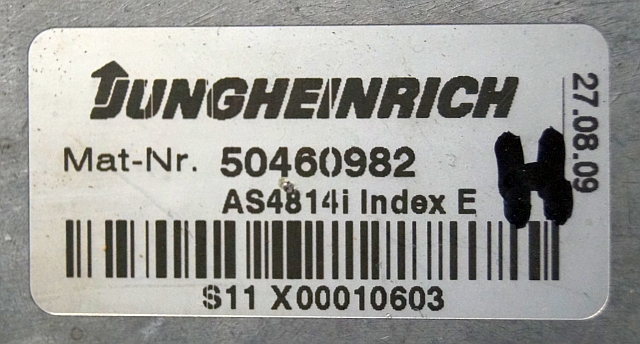 JUNGHEINRICH
Mat-Nr. 50460982
AS4814i Index E
S11 X00010603
27.08.09
H